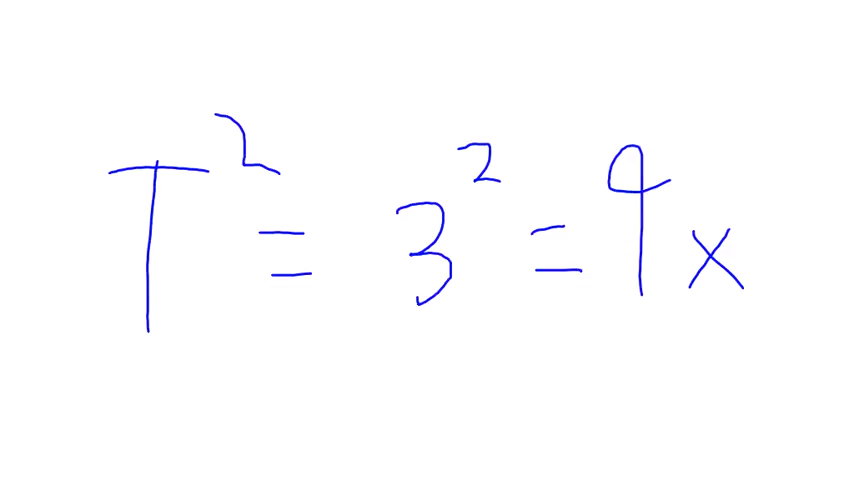 T² = 3² = 9x